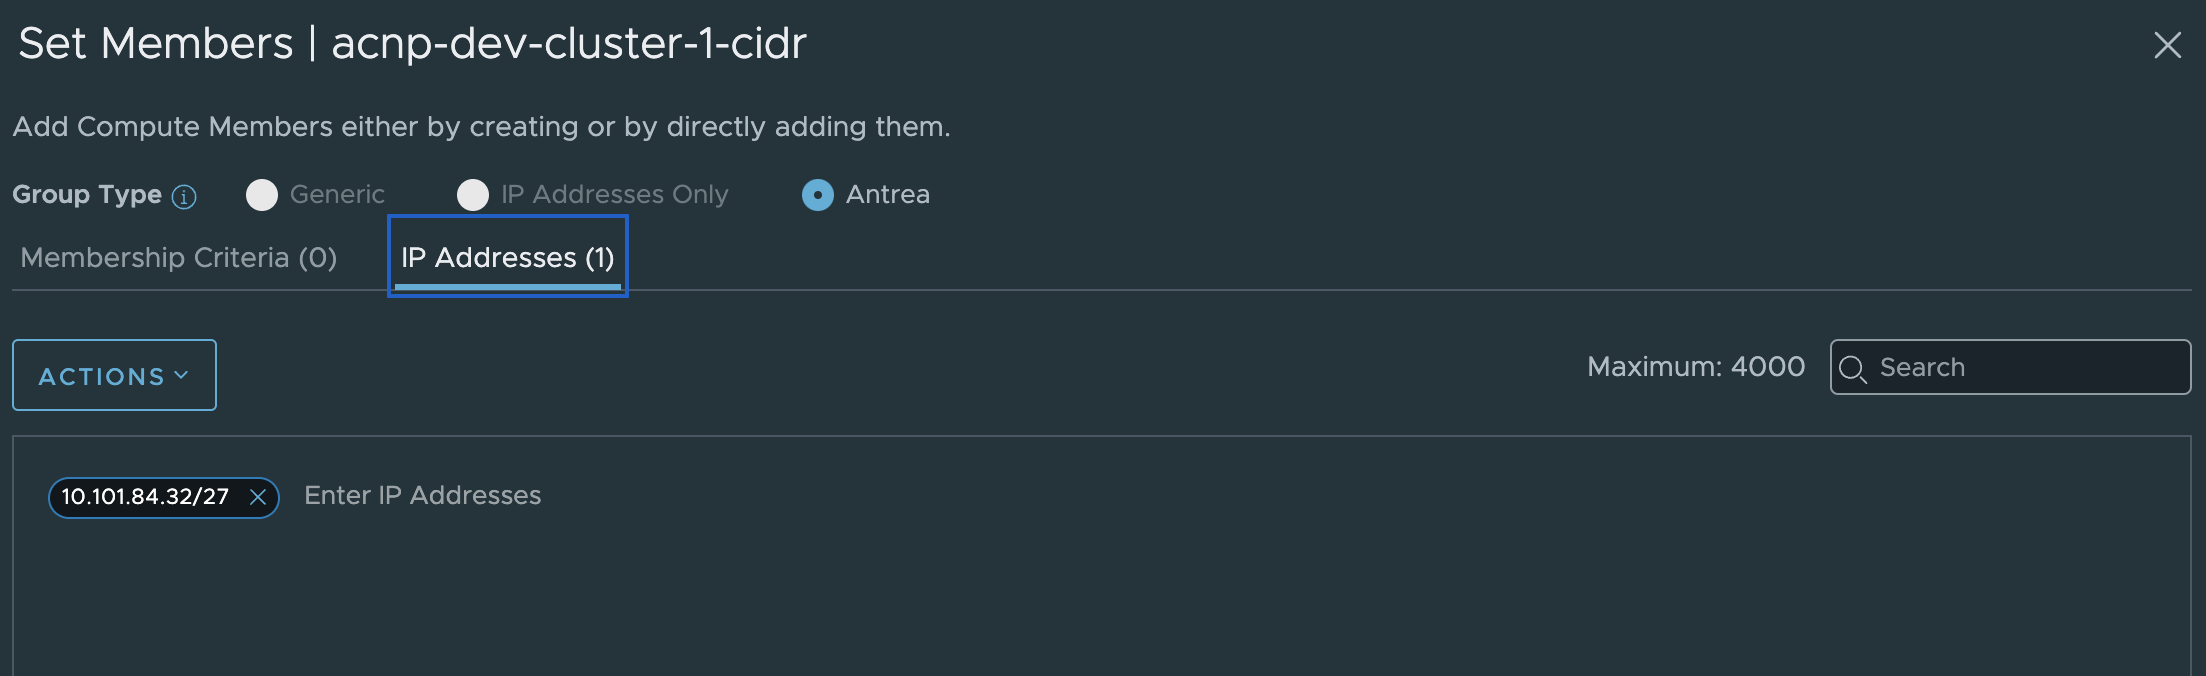 Set Members | acnp-dev-cluster-1-cidr
Add Compute Members either by creating or by directly adding them.
Group Type Generic IP Addresses Only Antrea
Membership Criteria (0) IP Addresses (1)
ACTIONS Maximum: 4000 Search
10.101.84.32/27 Enter IP Addresses